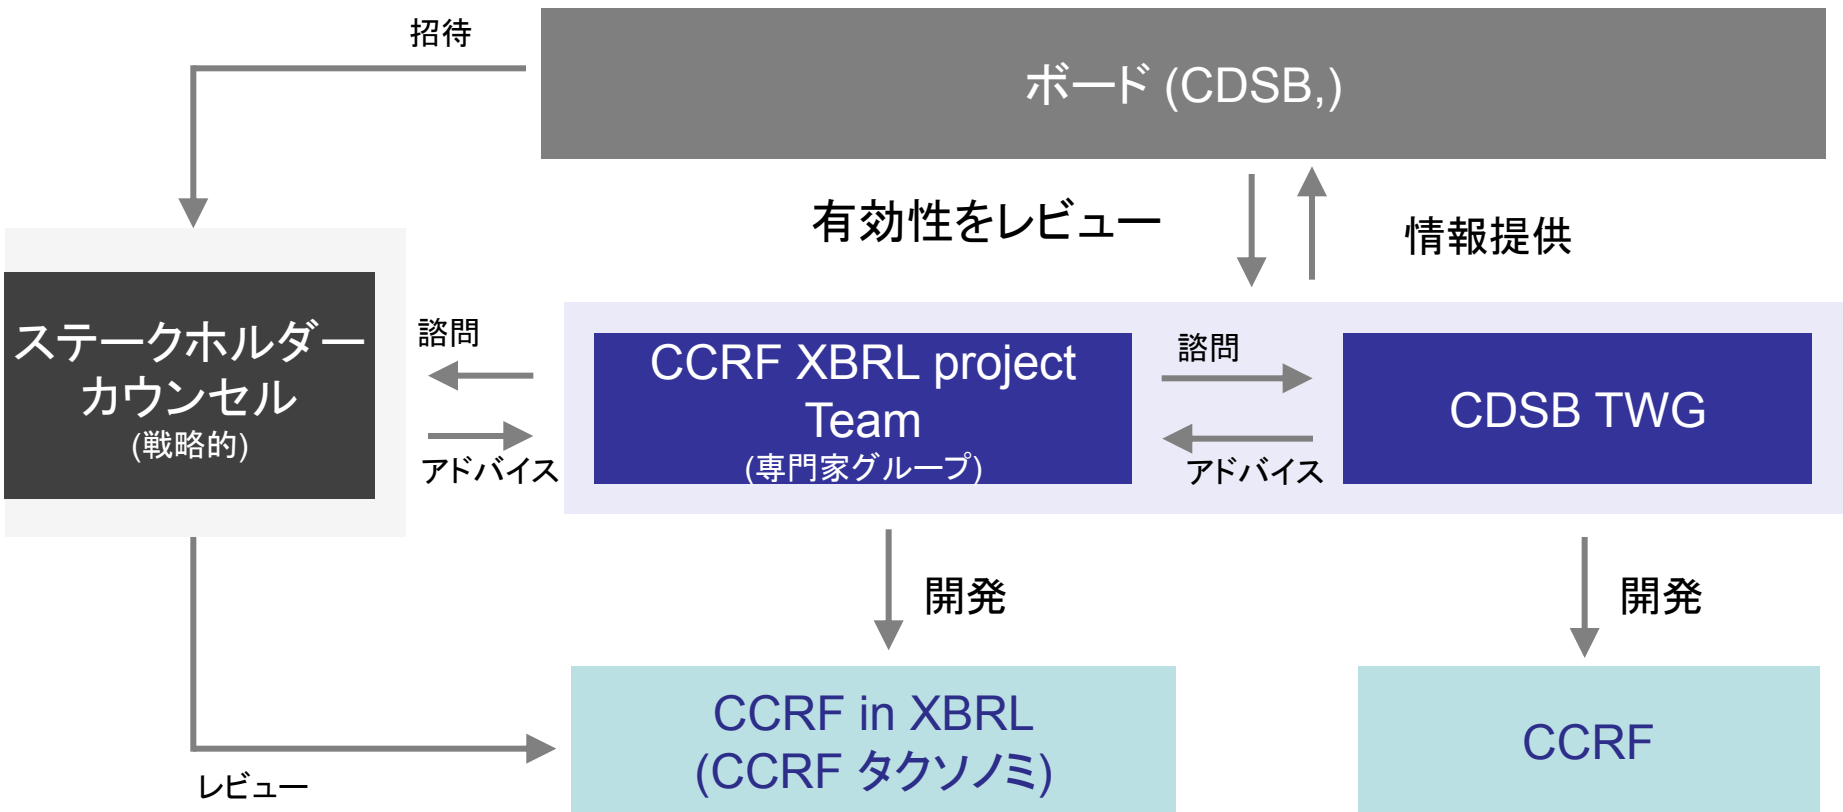 招待
ボード (CDSB,)
有効性をレビュー
情報提供
ステークホルダー
カウンセル
(戦略的)
諮問
アドバイス
CCRF XBRL project
Team
(専門家グループ)
諮問
アドバイス
CDSB TWG
開発
開発
CCRF in XBRL
(CCRF タクソノミ)
CCRF
レビュー